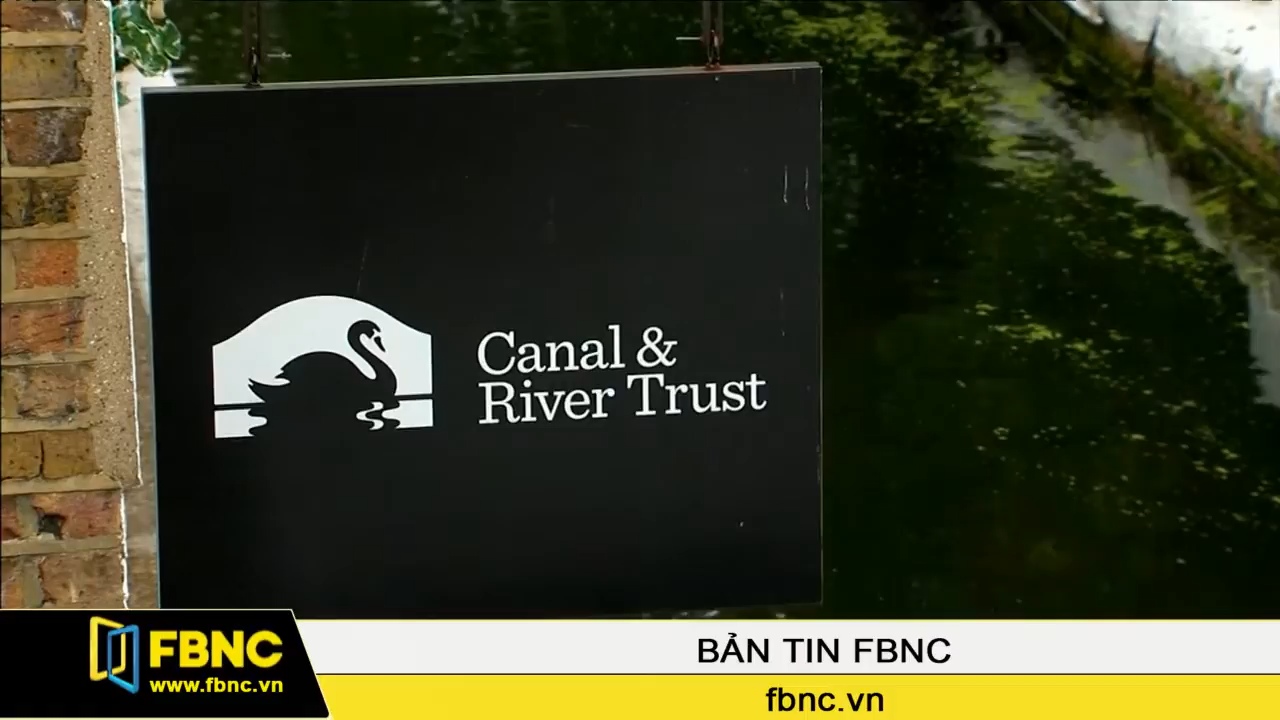 Canal &
River Trust
FBNC
www.fbnc.vn
BẢN TIN FBNC
fbnc.vn